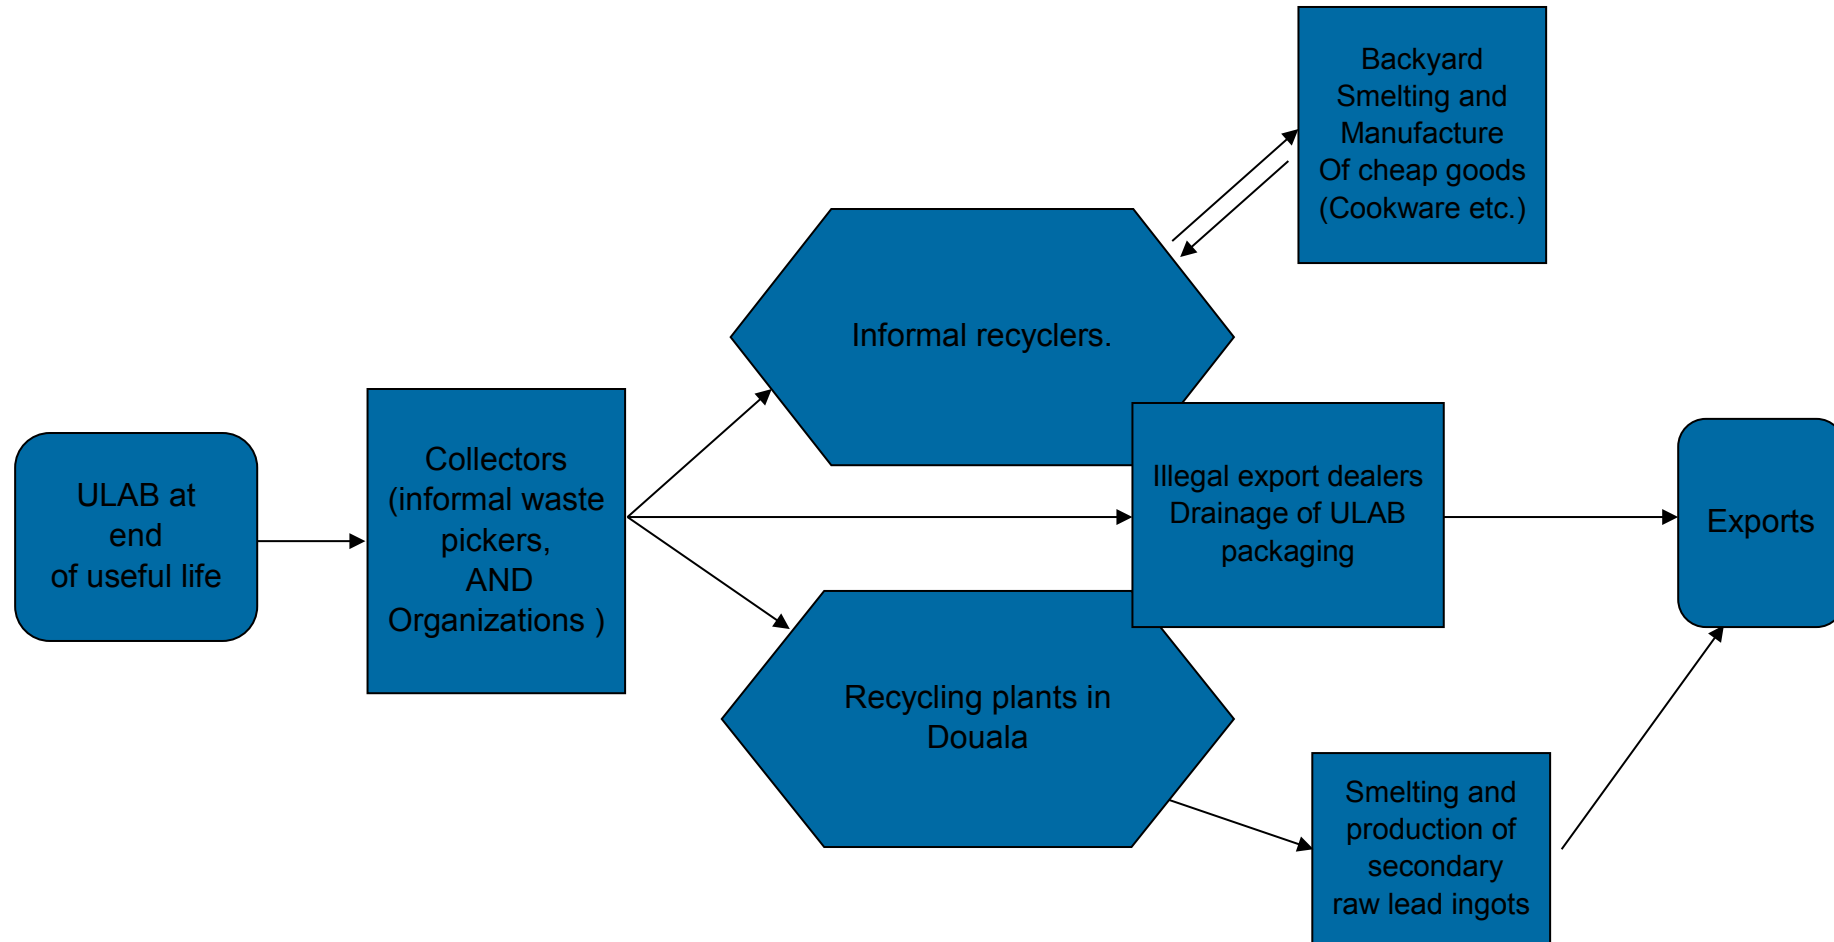 Backyard
Smelting and
Manufacture
Of cheap goods
(Cookware etc.)
Informal recyclers.
ULAB at
end
of useful life
Collectors
(informal waste
pickers,
AND
Organizations )
Illegal export dealers
Drainage of ULAB
packaging
Exports
Recycling plants in
Douala
Smelting and
production of
secondary
raw lead ingots